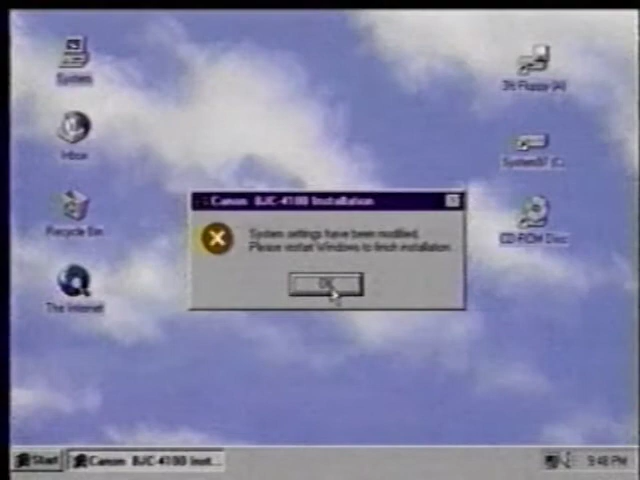 System
Inbox
Recycle Bin
The Internet
3½ Floppy (A)
System97 (C:
CD-ROM Disc
Canon BJC-4100 Installation
System settings have been modified.
Please restart Windows to finish installation.
OK
Start
Canon BJC-4100 Inst...
9:48 PM